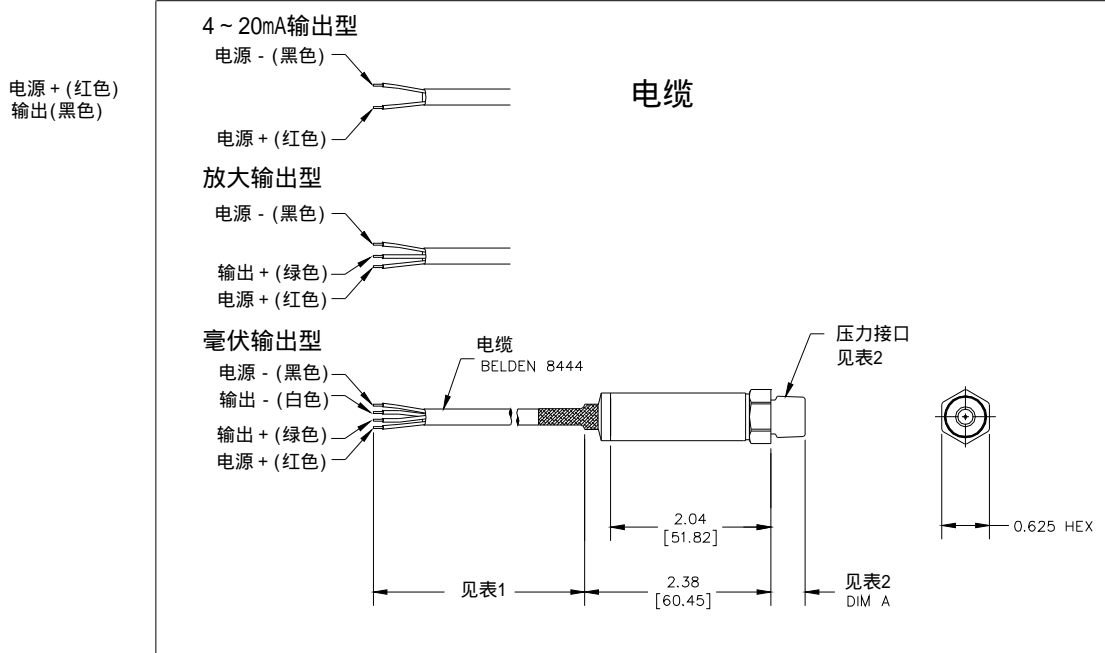 电源 + (红色)
输出(黑色)
4 ~ 20mA输出型
电源 - (黑色)
电源 + (红色)
电缆
放大输出型
电源 - (黑色)
输出 + (绿色)
电源 + (红色)
毫伏输出型
电源 - (黑色)
输出 - (白色)
输出 + (绿色)
电源 + (红色)
电缆
BELDEN 8444
压力接口
见表2
2.04
[51.82]
0.625 HEX
见表1
2.38
[60.45]
见表2
DIM A